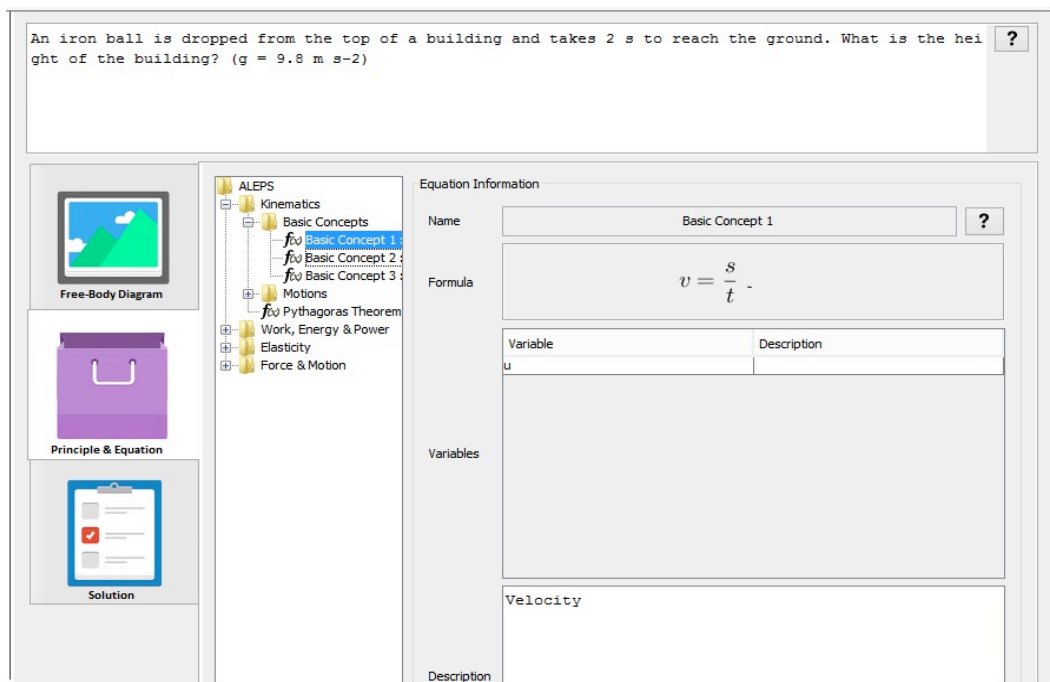 An iron ball is dropped from the top of a building and takes 2 s to reach the ground. What is the hei
ght of the building? (g = 9.8 m s-2)
?
Free-Body Diagram
Principle & Equation
Solution
ALEPS
Kinematics
Basic Concepts
f(x) Basic Concept 1 :
f(x) Basic Concept 2 :
f(x) Basic Concept 3 :
Motions
f(x) Pythagoras Theorem
Work, Energy & Power
Elasticity
Force & Motion
Equation Information
Name
Basic Concept 1
?
Formula
v = s/t .
Variables
Variable Description
u
Description
Velocity